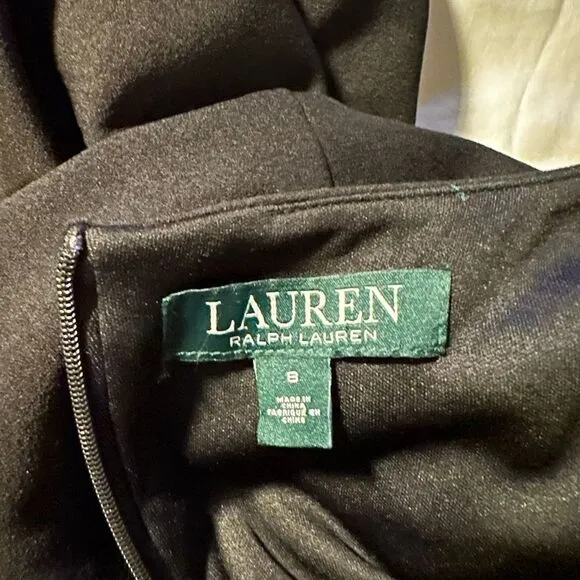 LAUREN
RALPH LAUREN
8
MADE IN
CHINA
FABRIQUÉ EN
CHINE